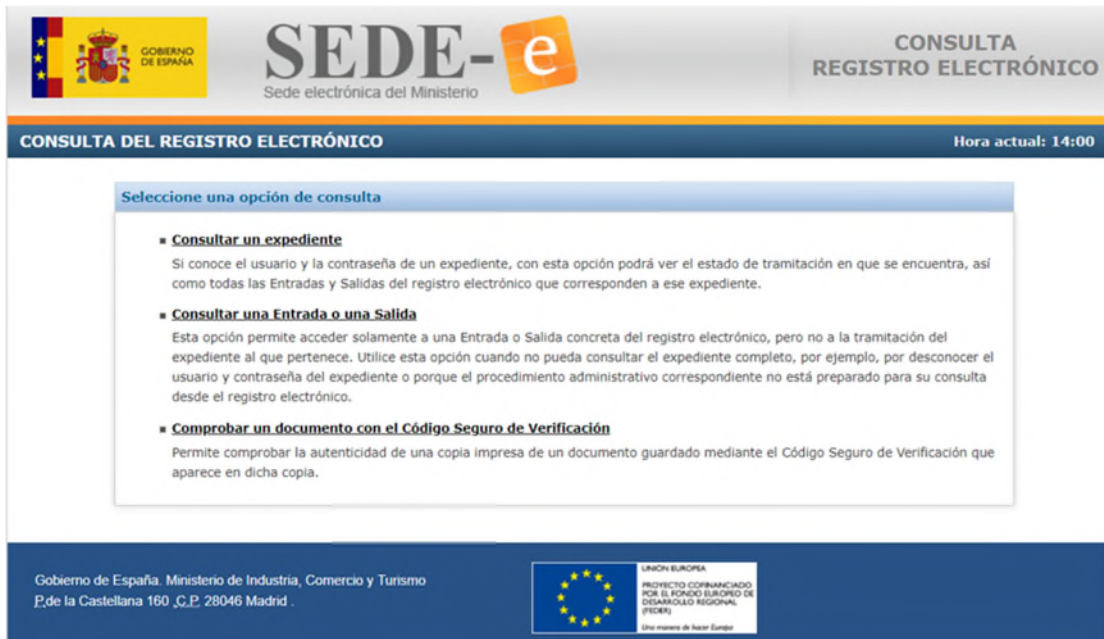 GOBIERNO
DE ESPAÑA
SEDE-e
Sede electrónica del Ministerio
CONSULTA
REGISTRO ELECTRÓNICO
CONSULTA DEL REGISTRO ELECTRÓNICO
Hora actual: 14:00
Seleccione una opción de consulta
Consultar un expediente
Si conoce el usuario y la contraseña de un expediente, con esta opción podrá ver el estado de tramitación en que se encuentra, así
como todas las Entradas y Salidas del registro electrónico que corresponden a ese expediente.
Consultar una Entrada o una Salida
Esta opción permite acceder solamente a una Entrada o Salida concreta del registro electrónico, pero no a la tramitación del
expediente al que pertenece. Utilice esta opción cuando no pueda consultar el expediente completo, por ejemplo, por desconocer el
usuario y contraseña del expediente o porque el procedimiento administrativo correspondiente no está preparado para su consulta
desde el registro electrónico.
Comprobar un documento con el Código Seguro de Verificación
Permite comprobar la autenticidad de una copia impresa de un documento guardado mediante el Código Seguro de Verificación que
aparece en dicha copia.
Gobierno de España. Ministerio de Industria, Comercio y Turismo
P.de la Castellana 160 ,C.P. 28046 Madrid .
UNION EUROPEA
PROYECTO COFINANCIADO
POR EL FONDO EUROPEO DE
DESARROLLO REGIONAL
(FEDER)
Una manera de hacer Europa